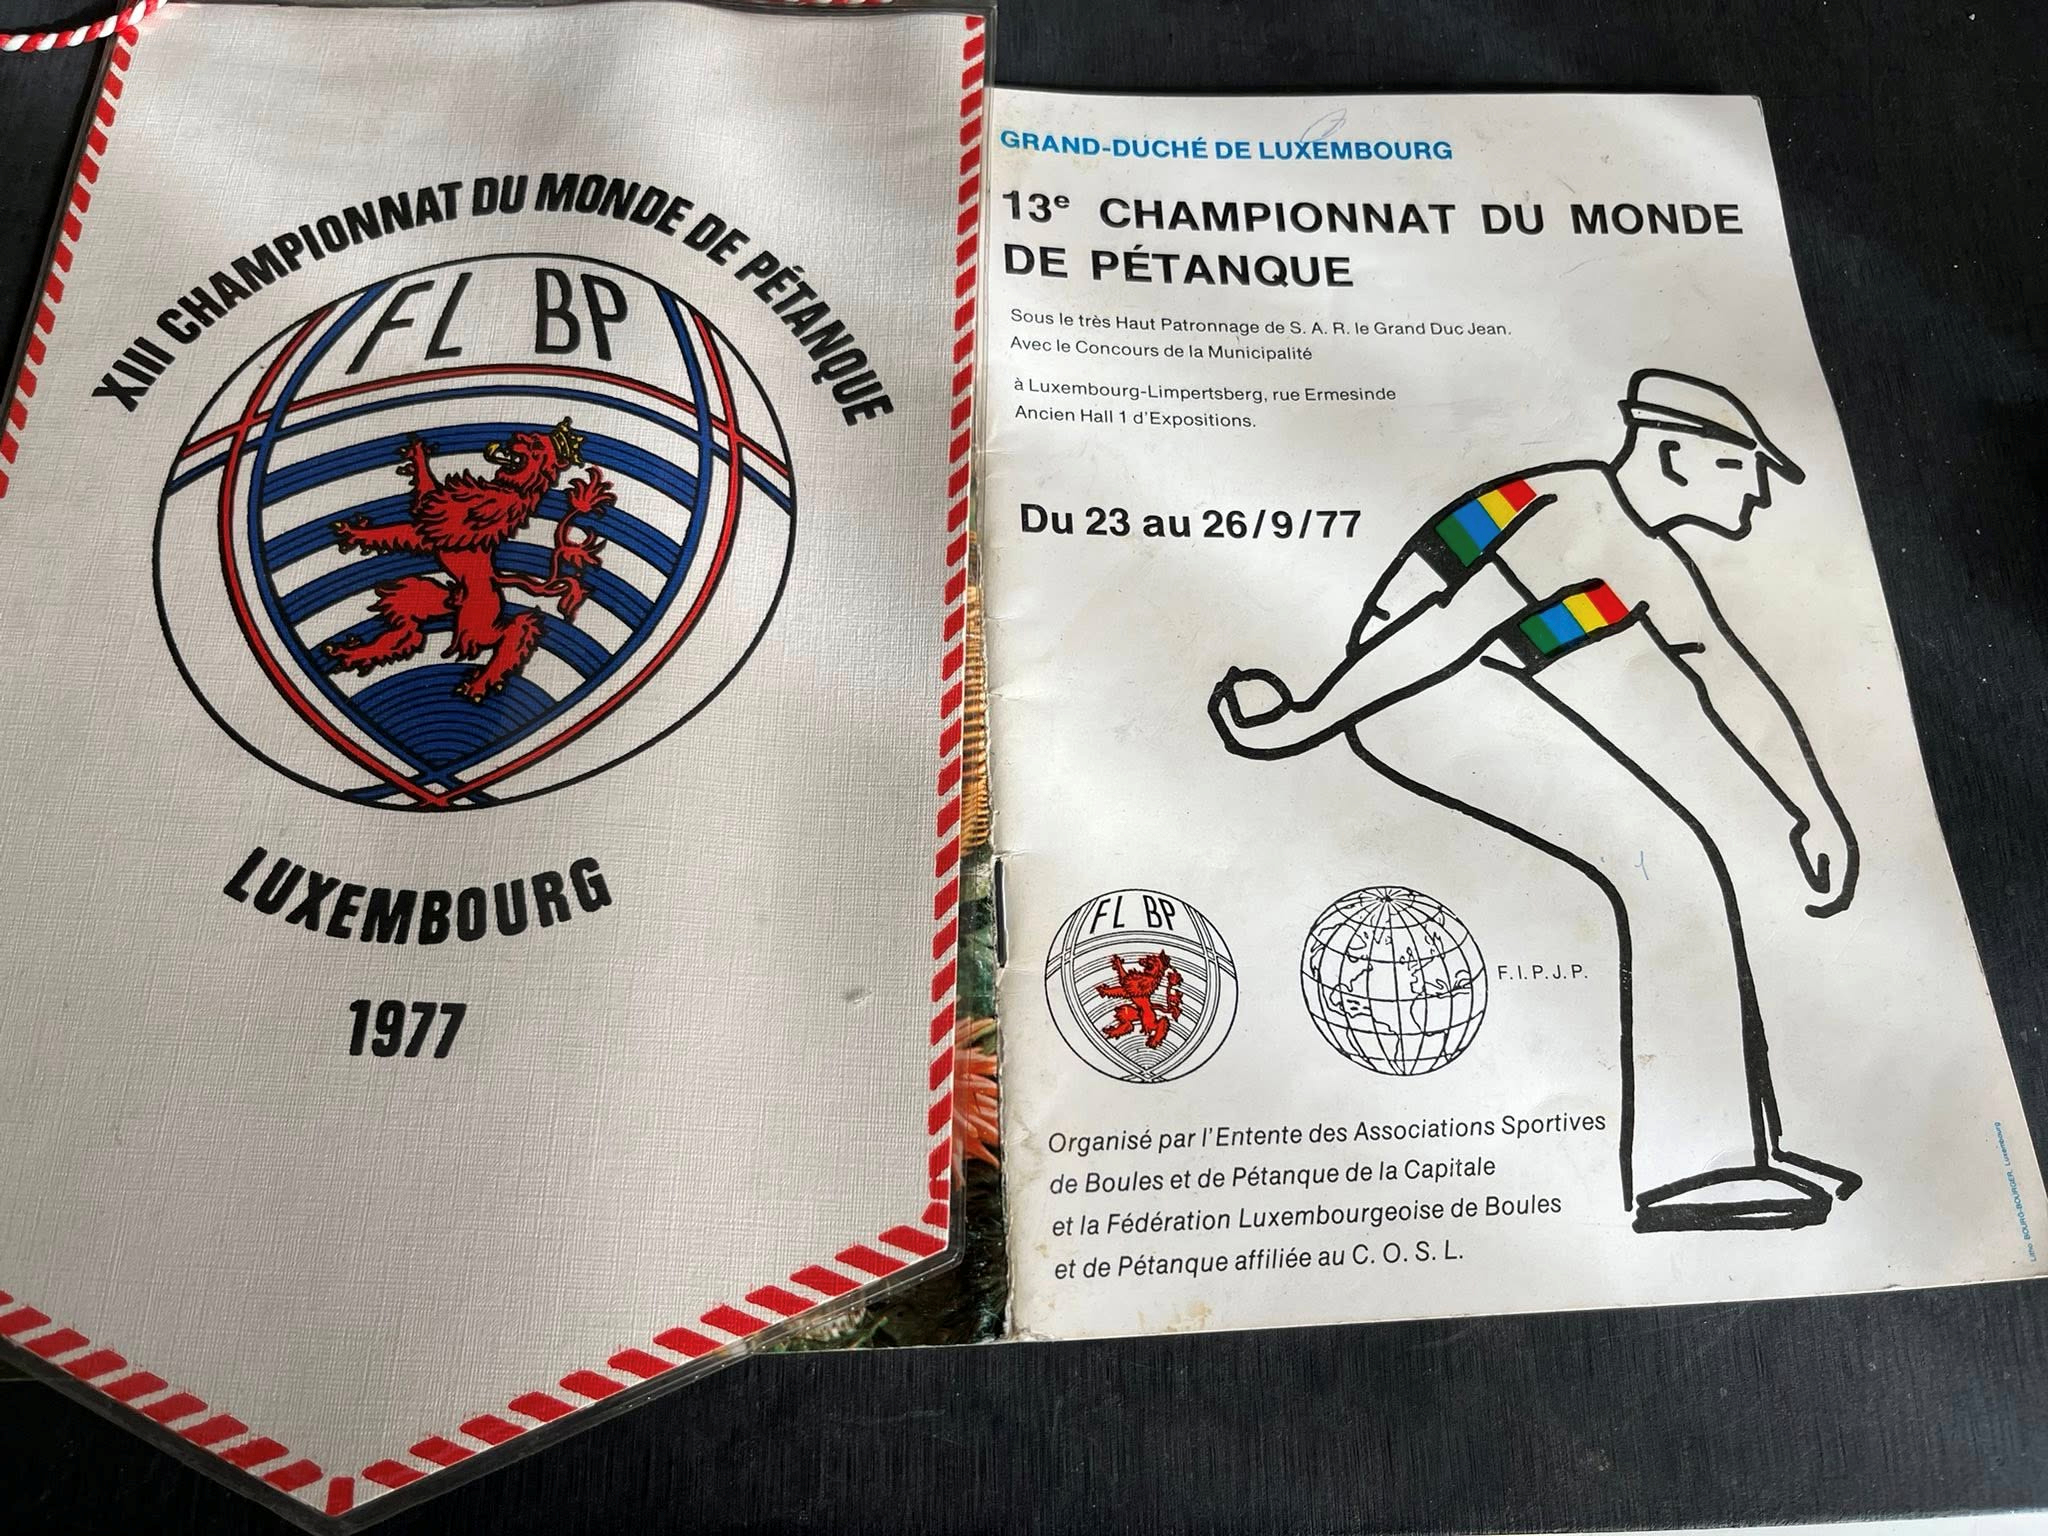 XIII CHAMPIONNAT DU MONDE DE PÉTANQUE
FL BP
LUXEMBOURG
1977
GRAND-DUCHÉ DE LUXEMBOURG
13e CHAMPIONNAT DU MONDE
DE PÉTANQUE
Sous le très Haut Patronnage de S. A. R. le Grand Duc Jean.
Avec le Concours de la Municipalité
à Luxembourg-Limpertsberg, rue Ermesinde
Ancien Hall 1 d'Expositions.
Du 23 au 26/9/77
FL BP
F.I.P.J.P.
Organisé par l'Entente des Associations Sportives
de Boules et de Pétanque de la Capitale
et la Fédération Luxembourgeoise de Boules
et de Pétanque affiliée au C. O. S. L.
Litho BOURG-BOURGER, Luxembourg